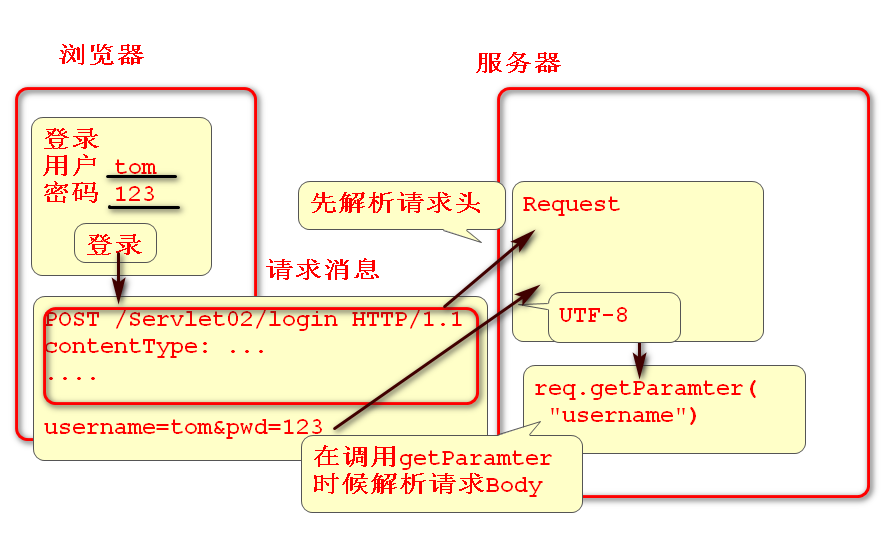 浏览器
服务器
登录
用户 tom
密码 123
登录
先解析请求头
Request
请求消息
POST /Servlet02/login HTTP/1.1
contentType: ...
....
username=tom&pwd=123
UTF-8
req.getParamter(
"username")
在调用getParamter
时候解析请求Body